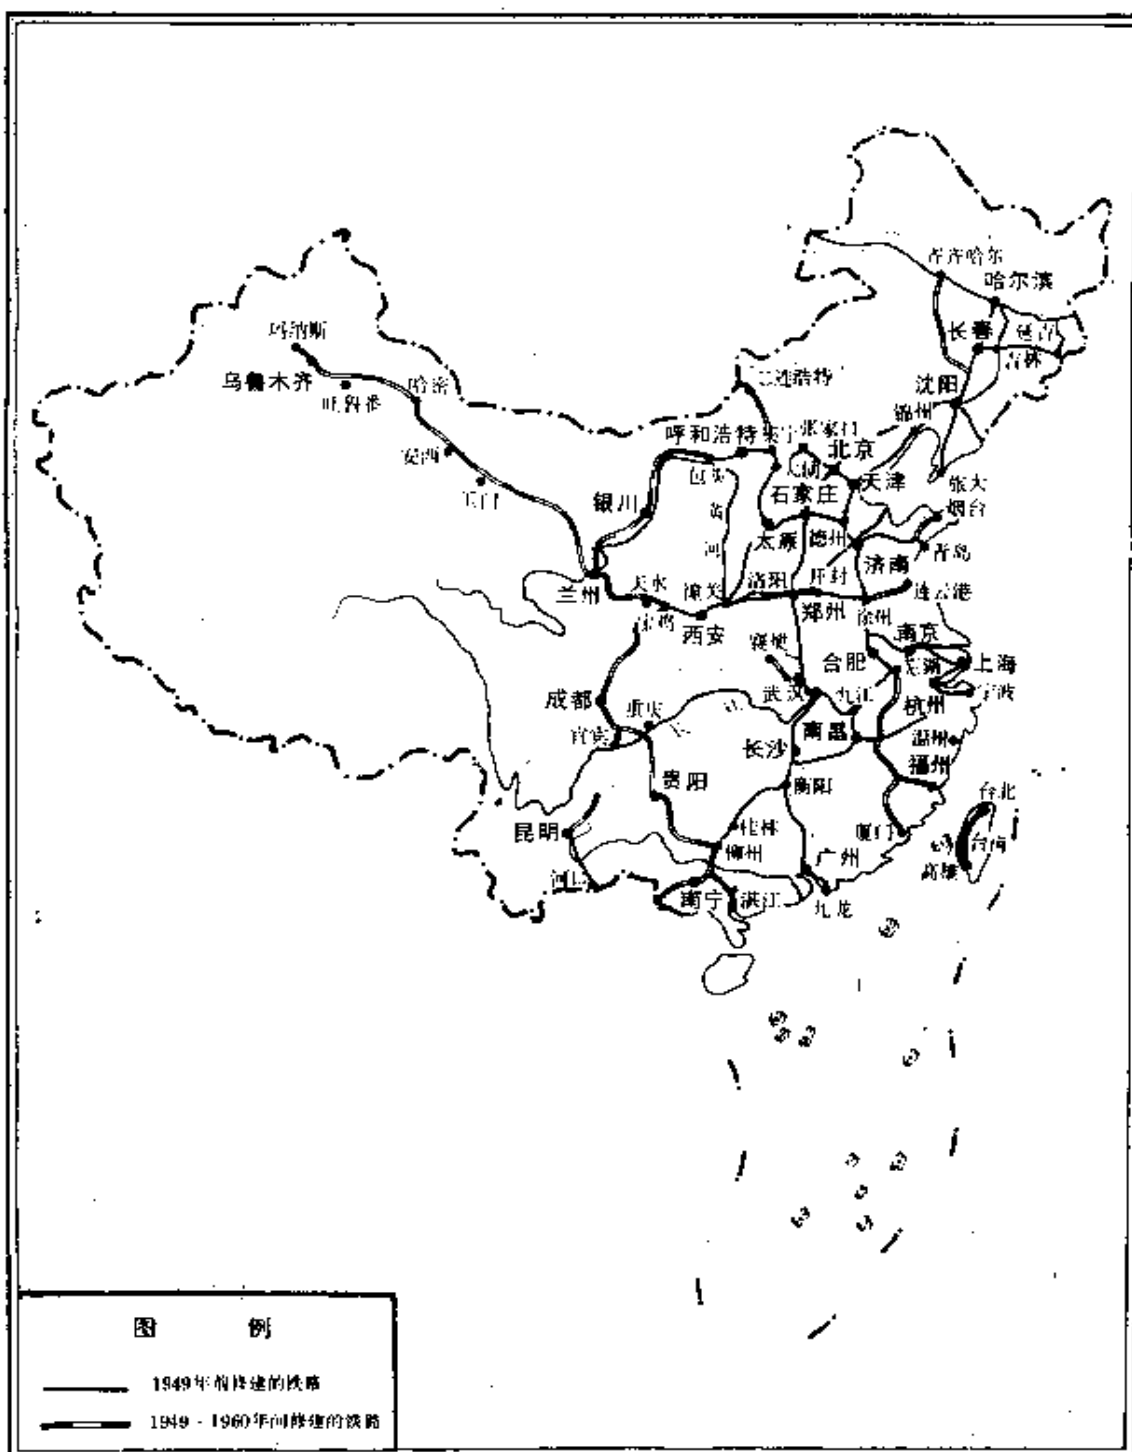 齐齐哈尔
哈尔滨
长春
延吉
吉林
玛纳斯
乌鲁木齐
吐鲁番
哈密
二连浩特
沈阳
锦州
安西
玉门
呼和浩特
集宁
张家口
北京
大同
天津
旅大
包头
石家庄
烟台
银川
黄
河
太原
德州
济南
青岛
兰州
天水
宝鸡
潼关
洛阳
开封
连云港
西安
郑州
徐州
南京
合肥
芜湖
上海
宁波
成都
重庆
武汉
九江
杭州
宜宾
长沙
南昌
温州
福州
贵阳
衡阳
台北
昆明
桂林
柳州
厦门
台南
广州
高雄
河口
南宁
湛江
九龙
图 例
1949年前修建的铁路
1949-1960年间修建的铁路